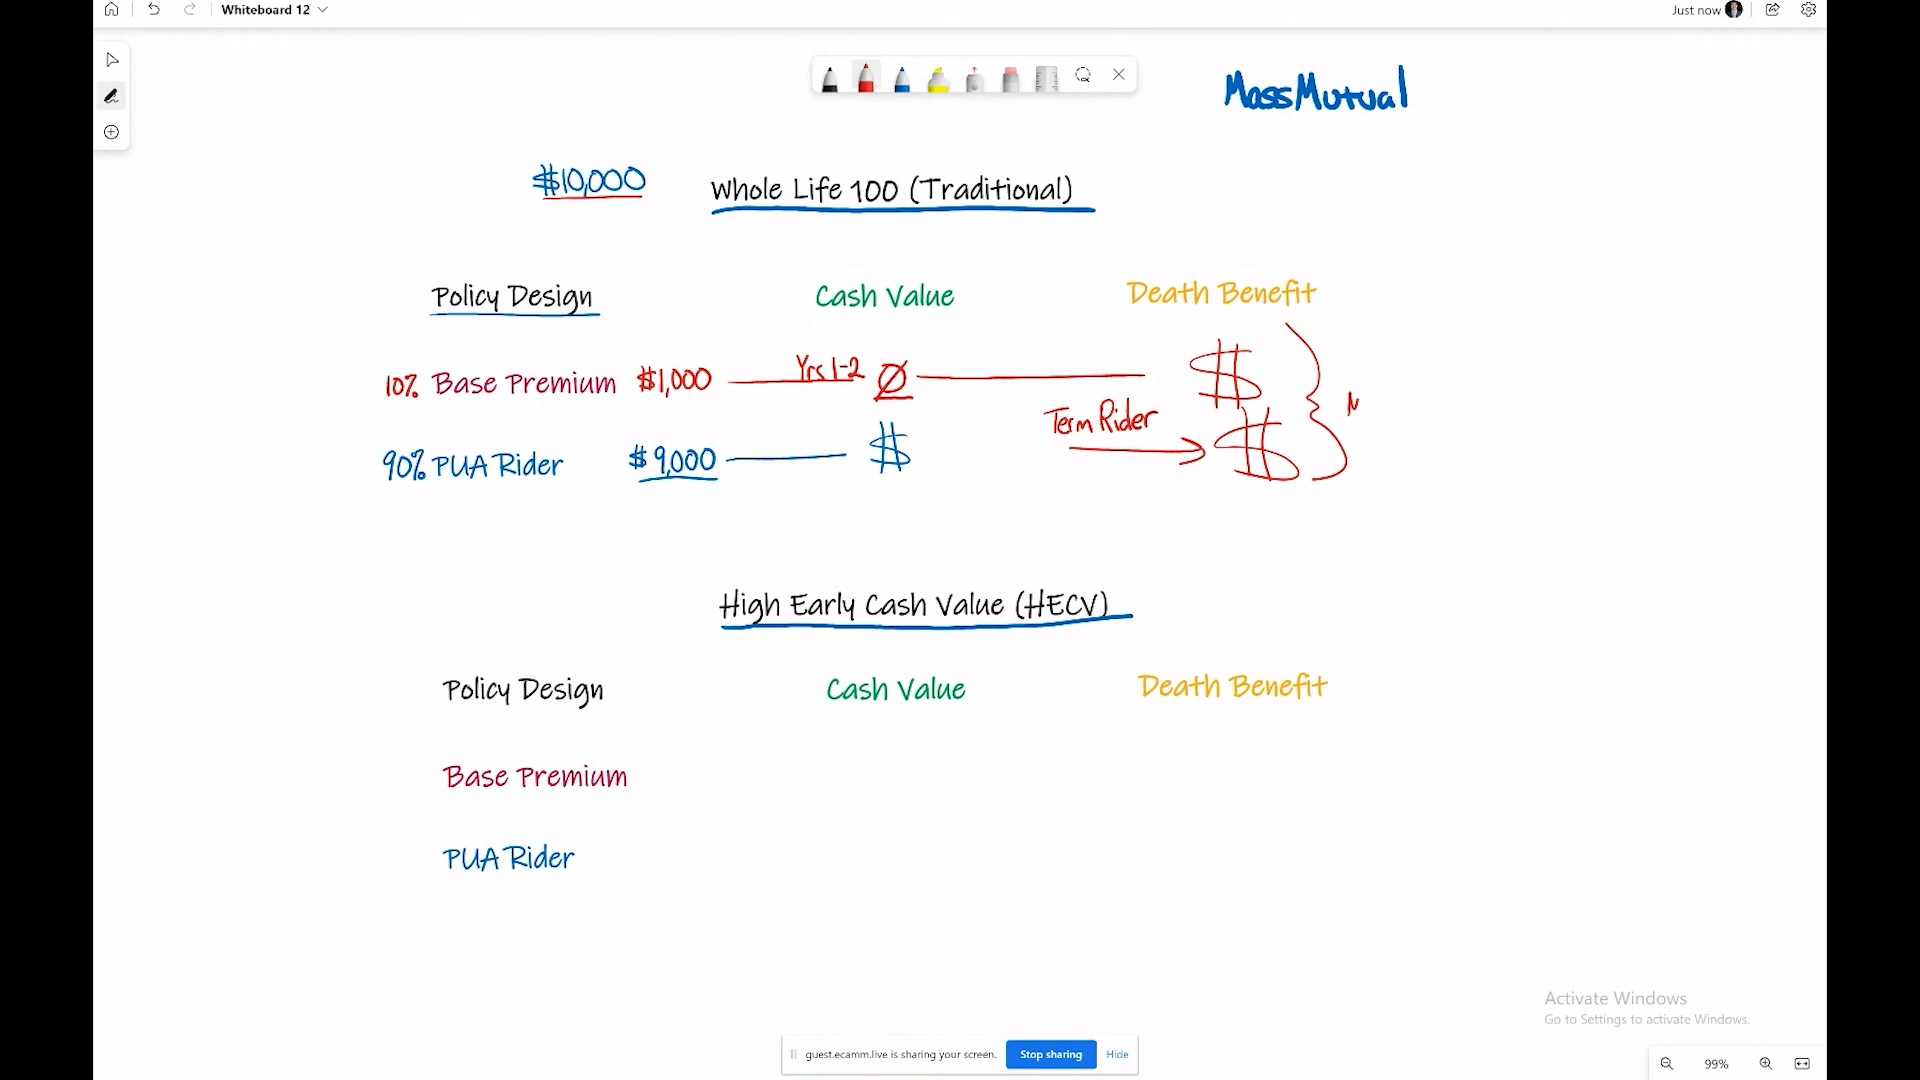 Whiteboard 12
Just now
MassMutual
$10,000
Whole Life 100 (Traditional)
Policy Design Cash Value Death Benefit
10% Base Premium $1,000 Yrs 1-2 Ø $
Term Rider
90% PUA Rider $9,000 $ $
High Early Cash Value (HECV)
Policy Design Cash Value Death Benefit
Base Premium
PUA Rider
Activate Windows
Go to Settings to activate Windows.
guest.ecamm.live is sharing your screen. Stop sharing Hide
99%